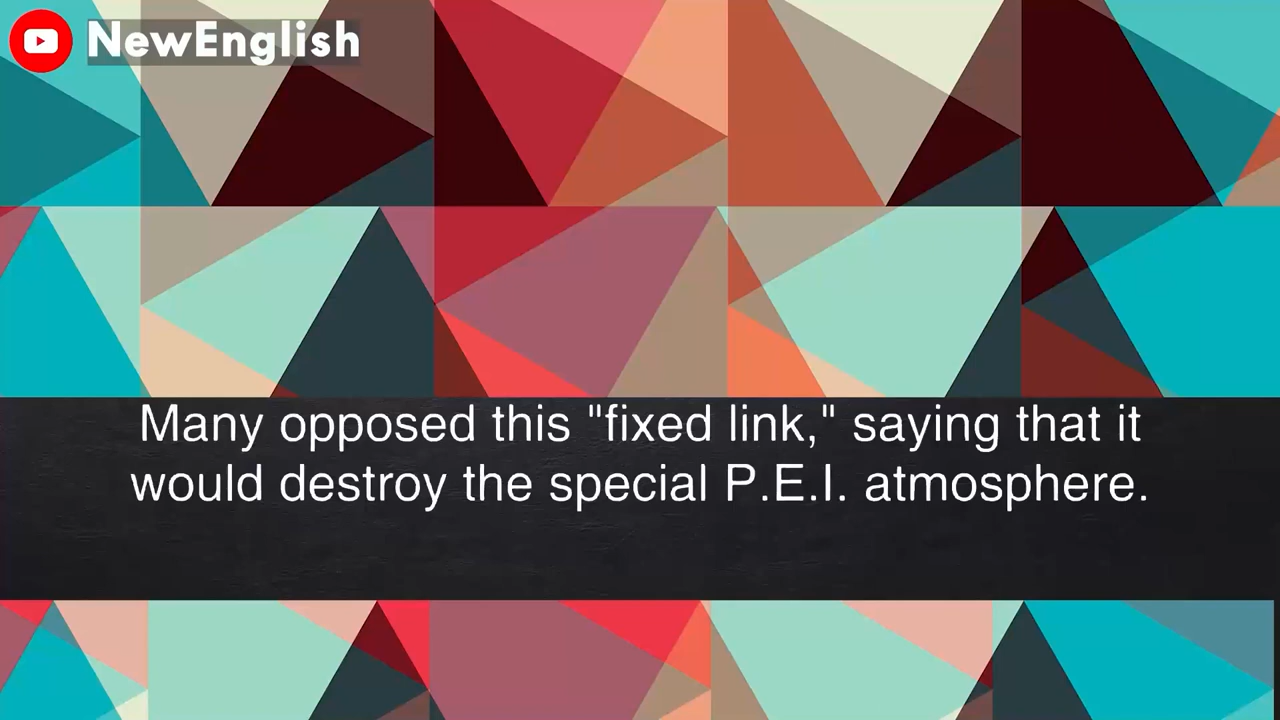 NewEnglish
Many opposed this "fixed link," saying that it
would destroy the special P.E.I. atmosphere.